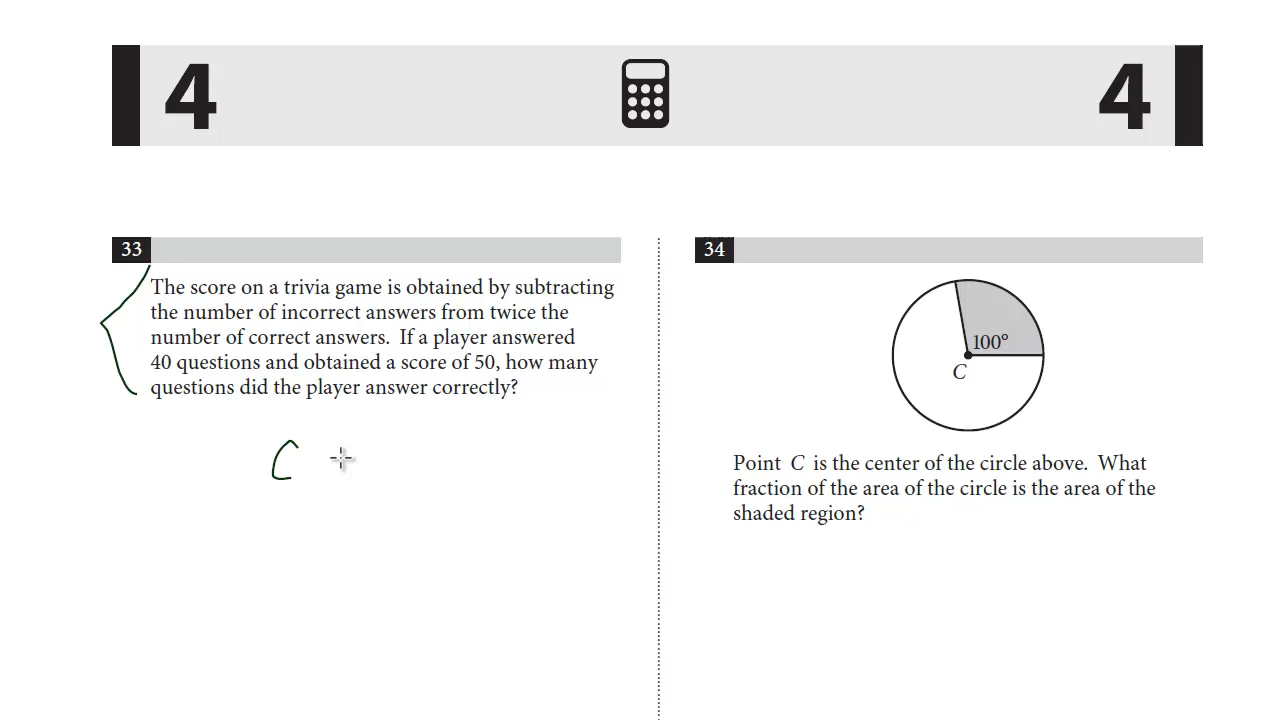 4 4
33
The score on a trivia game is obtained by subtracting
the number of incorrect answers from twice the
number of correct answers. If a player answered
40 questions and obtained a score of 50, how many
questions did the player answer correctly?
C
34
100°
C
Point C is the center of the circle above. What
fraction of the area of the circle is the area of the
shaded region?